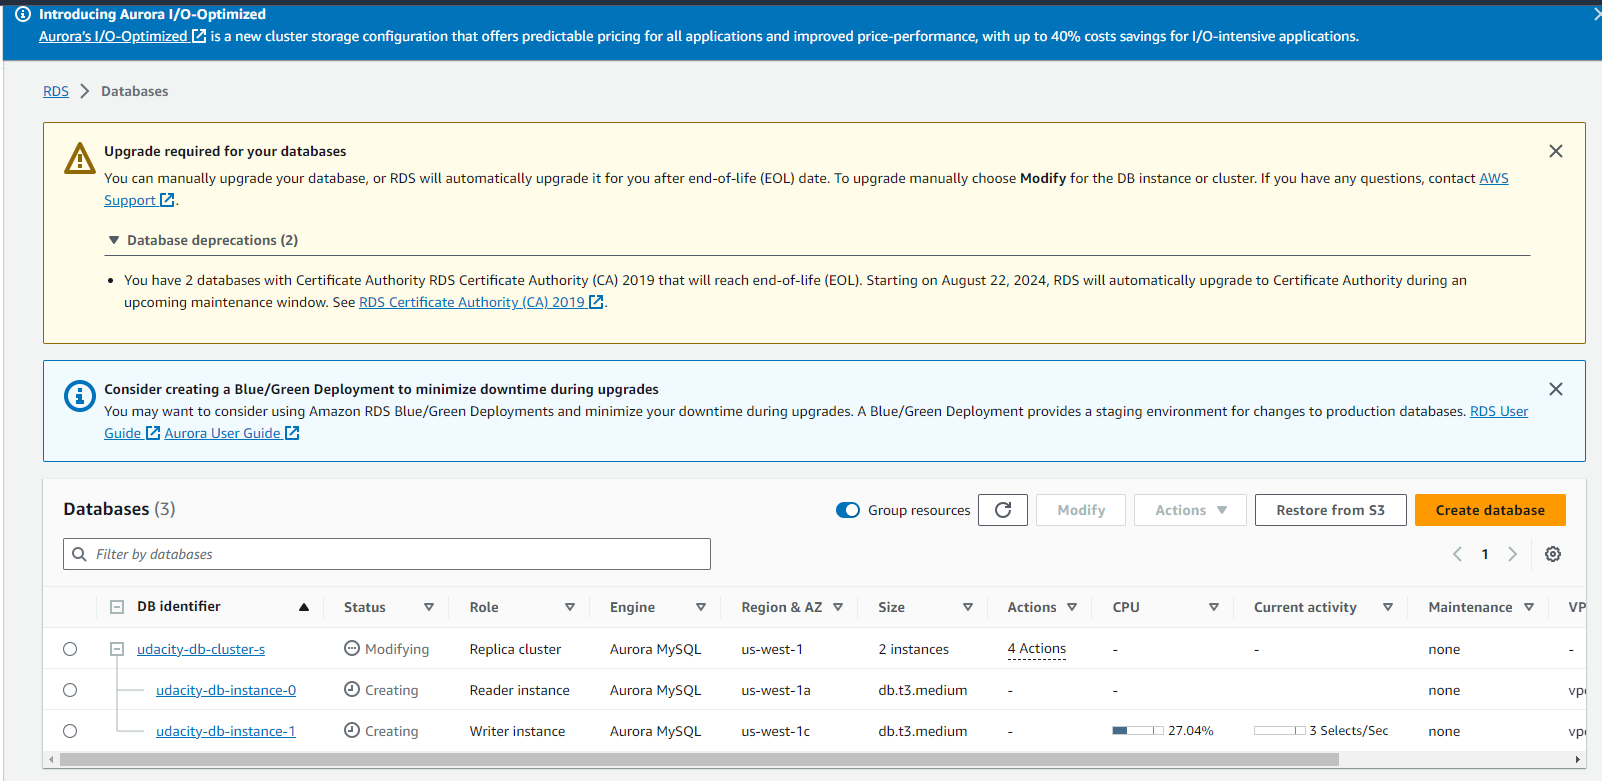 Introducing Aurora I/O-Optimized
Aurora's I/O-Optimized is a new cluster storage configuration that offers predictable pricing for all applications and improved price-performance, with up to 40% costs savings for I/O-intensive applications.
RDS > Databases
Upgrade required for your databases
You can manually upgrade your database, or RDS will automatically upgrade it for you after end-of-life (EOL) date. To upgrade manually choose Modify for the DB instance or cluster. If you have any questions, contact AWS
Support.
Database deprecations (2)
• You have 2 databases with Certificate Authority RDS Certificate Authority (CA) 2019 that will reach end-of-life (EOL). Starting on August 22, 2024, RDS will automatically upgrade to Certificate Authority during an
upcoming maintenance window. See RDS Certificate Authority (CA) 2019.
Consider creating a Blue/Green Deployment to minimize downtime during upgrades
You may want to consider using Amazon RDS Blue/Green Deployments and minimize your downtime during upgrades. A Blue/Green Deployment provides a staging environment for changes to production databases. RDS User
Guide Aurora User Guide
Databases (3) Group resources Modify Actions Restore from S3 Create database
Filter by databases 1
DB identifier Status Role Engine Region & AZ Size Actions CPU Current activity Maintenance VP
udacity-db-cluster-s Modifying Replica cluster Aurora MySQL us-west-1 2 instances 4 Actions - - none -
udacity-db-instance-0 Creating Reader instance Aurora MySQL us-west-1a db.t3.medium - - none vp
udacity-db-instance-1 Creating Writer instance Aurora MySQL us-west-1c db.t3.medium - 27.04% 3 Selects/Sec none vp